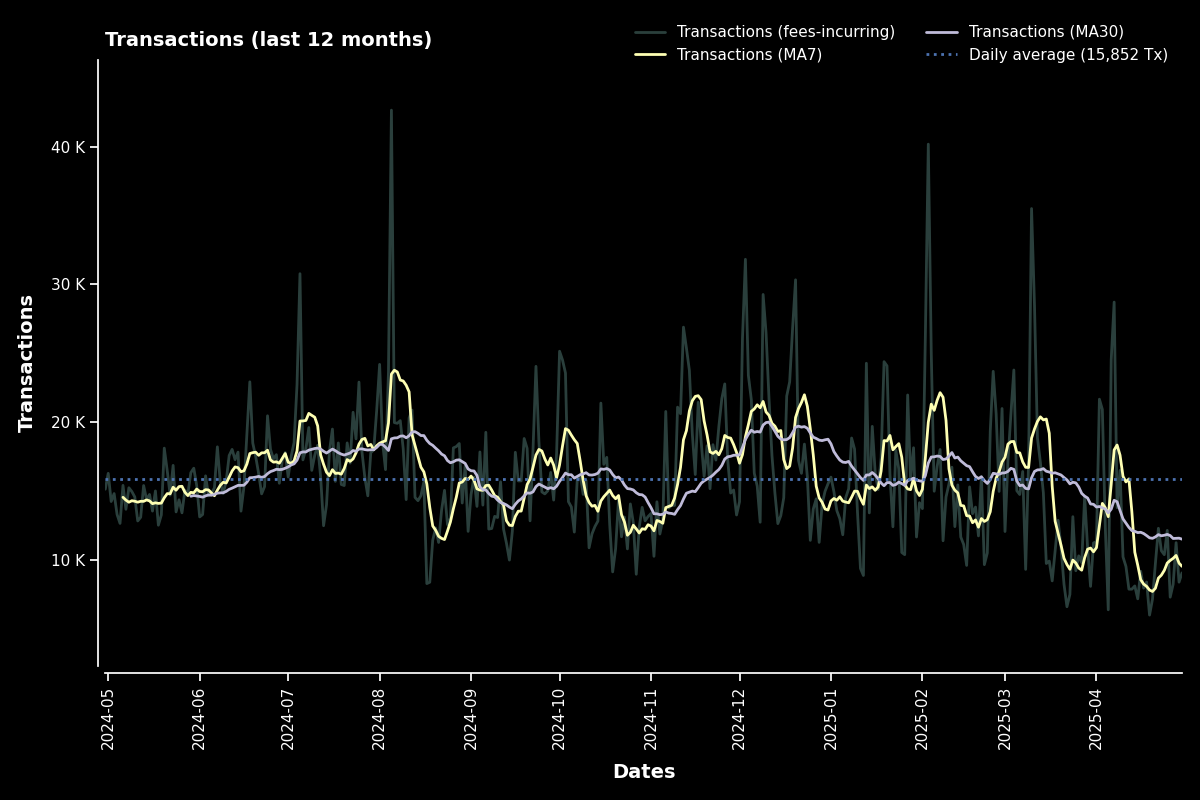 Transactions (last 12 months)
Transactions (fees-incurring)
Transactions (MA7)
Transactions (MA30)
Daily average (15,852 Tx)
Transactions
40 K
30 K
20 K
10 K
2024-05
2024-06
2024-07
2024-08
2024-09
2024-10
2024-11
2024-12
2025-01
2025-02
2025-03
2025-04
Dates